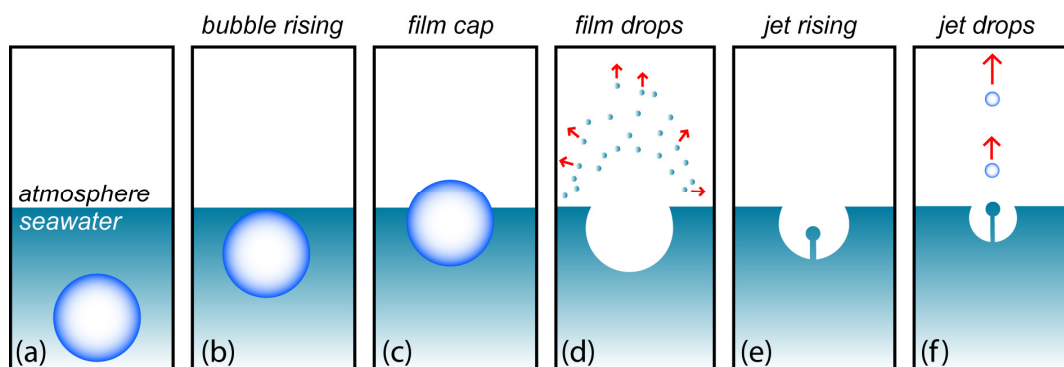 bubble rising
film cap
film drops
jet rising
jet drops
atmosphere
seawater
(a)
(b)
(c)
(d)
(e)
(f)